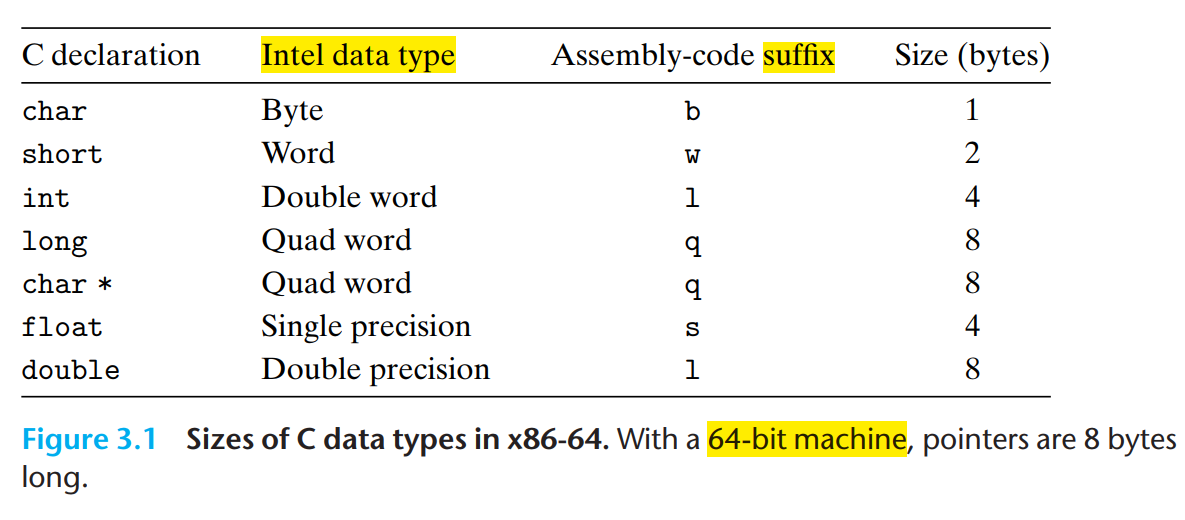 C declaration Intel data type Assembly-code suffix Size (bytes)
char Byte b 1
short Word w 2
int Double word l 4
long Quad word q 8
char * Quad word q 8
float Single precision s 4
double Double precision l 8
Figure 3.1 Sizes of C data types in x86-64. With a 64-bit machine, pointers are 8 bytes
long.